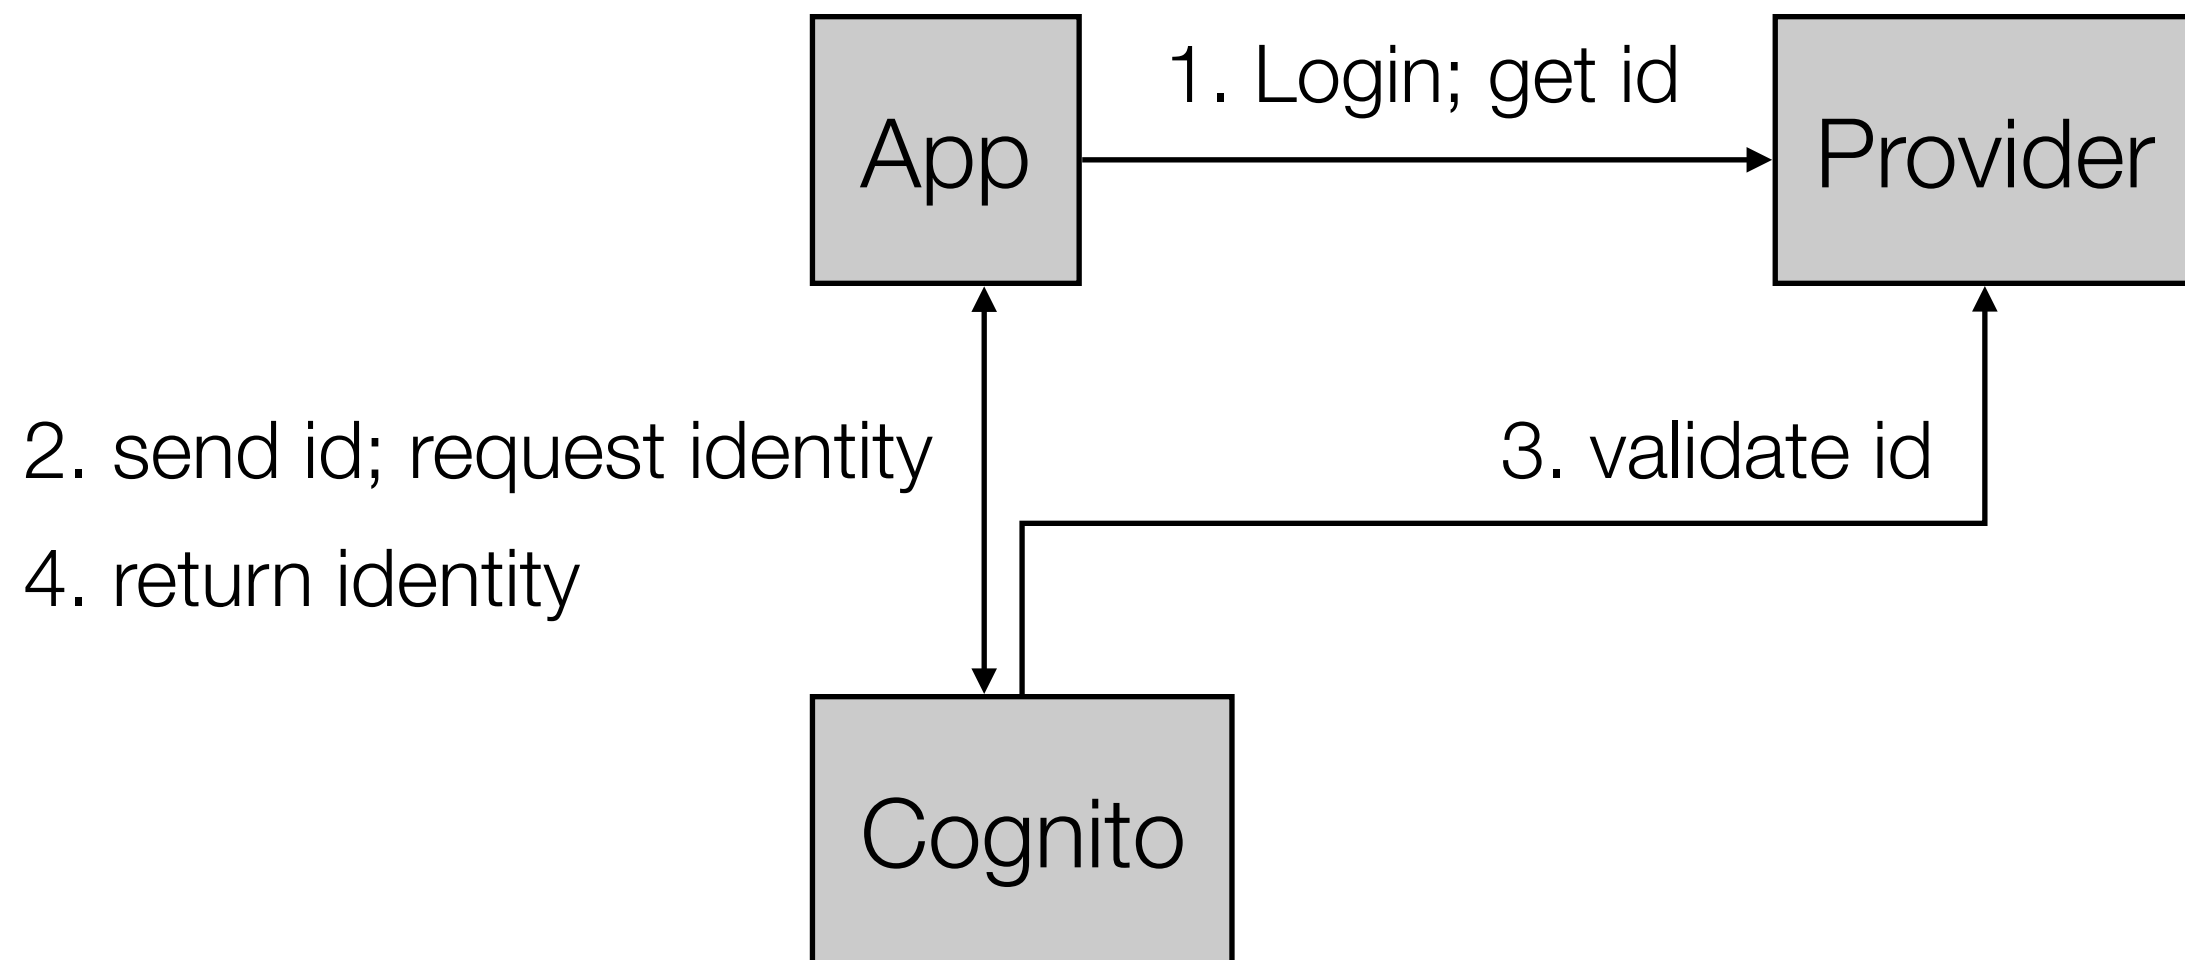 1. Login; get id
App
Provider
2. send id; request identity
3. validate id
4. return identity
Cognito